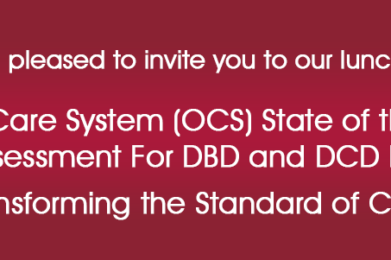 pleased to invite you to our lunc
Care System (OCS) State of th
sessment For DBD and DCD
nsforming the Standard of C